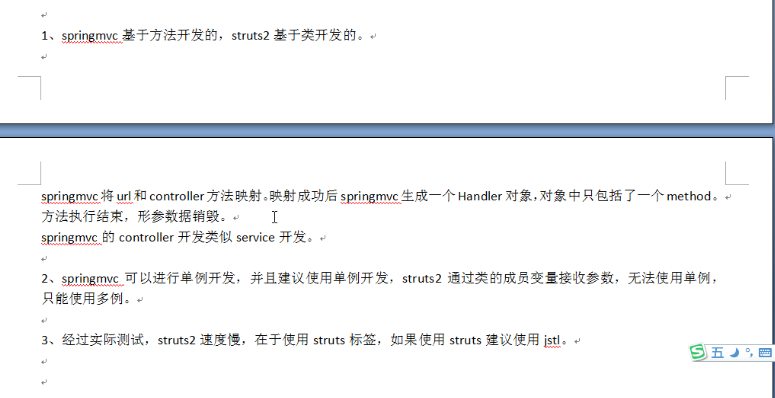 1、springmvc 基于方法开发的，struts2 基于类开发的。
springmvc 将 url 和 controller 方法映射。映射成功后 springmvc 生成一个 Handler 对象，对象中只包括了一个 method。
方法执行结束，形参数据销毁。
springmvc 的 controller 开发类似 service 开发。
2、springmvc 可以进行单例开发，并且建议使用单例开发，struts2 通过类的成员变量接收参数，无法使用单例，
只能使用多例。
3、经过实际测试，struts2 速度慢，在于使用 struts 标签，如果使用 struts 建议使用 jstl。
五